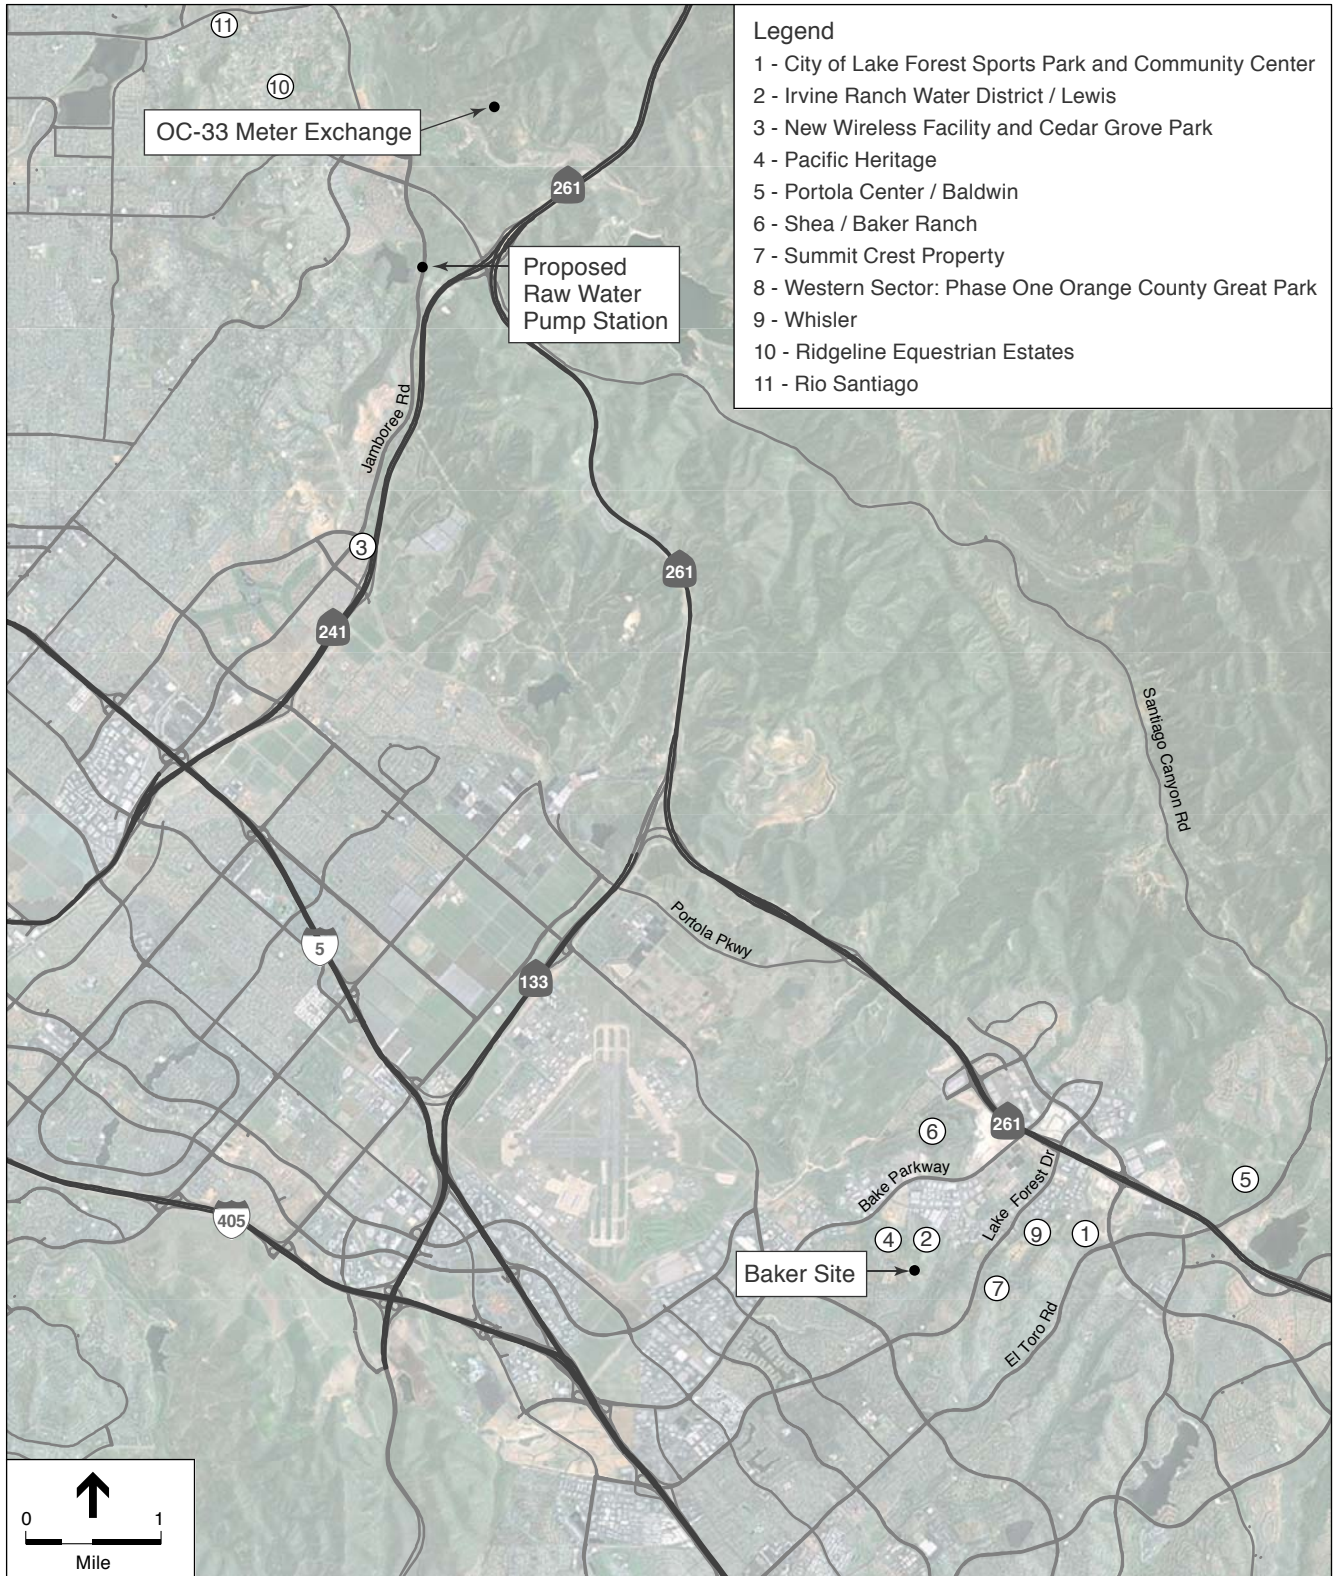 Legend
1 - City of Lake Forest Sports Park and Community Center
2 - Irvine Ranch Water District / Lewis
3 - New Wireless Facility and Cedar Grove Park
4 - Pacific Heritage
5 - Portola Center / Baldwin
6 - Shea / Baker Ranch
7 - Summit Crest Property
8 - Western Sector: Phase One Orange County Great Park
9 - Whisler
10 - Ridgeline Equestrian Estates
11 - Rio Santiago
11
10
OC-33 Meter Exchange
261
Proposed
Raw Water
Pump Station
Jamboree Rd
3
261
241
Santiago Canyon Rd
Portola Pkwy
5
133
261
6
Bake Parkway
5
Lake Forest Dr
405
4
2
9
1
Baker Site
7
El Toro Rd
0
1
Mile